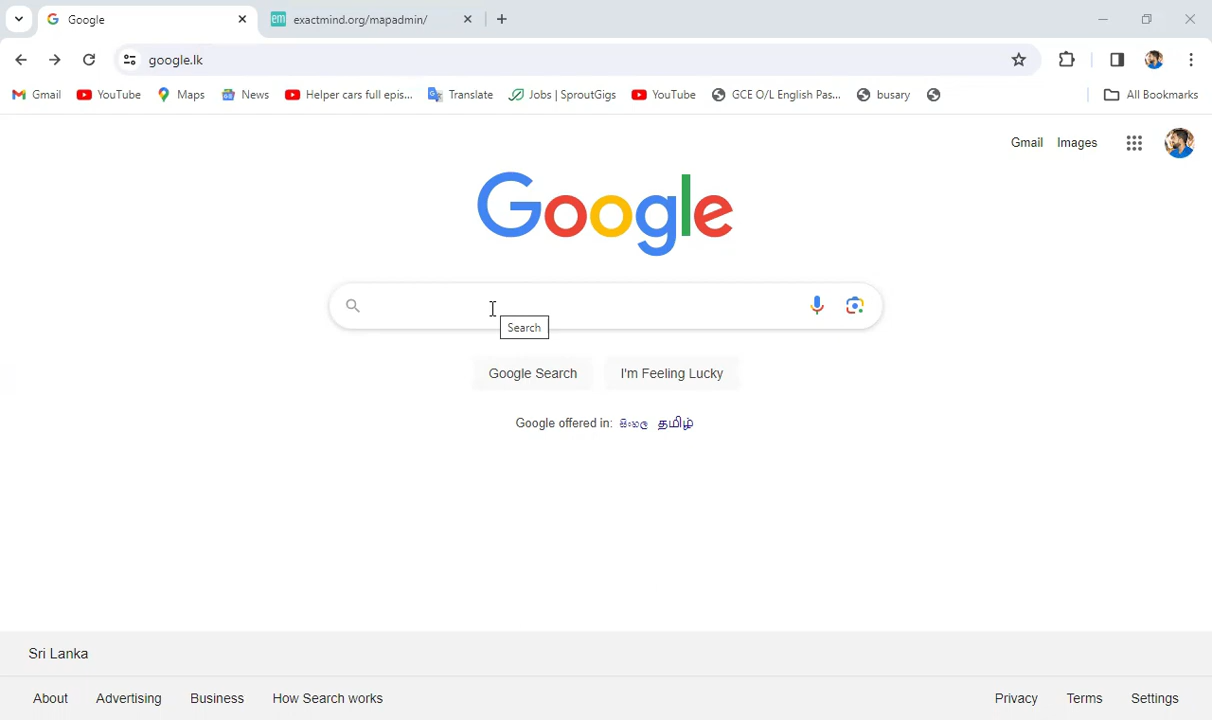 Google
exactmind.org/mapadmin/
google.lk
Gmail YouTube Maps News Helper cars full epis... Translate Jobs | SproutGigs YouTube GCE O/L English Pas... busary All Bookmarks
Gmail Images
Google
Search
Google Search I'm Feeling Lucky
Google offered in: සිංහල தமிழ்
Sri Lanka
About Advertising Business How Search works Privacy Terms Settings